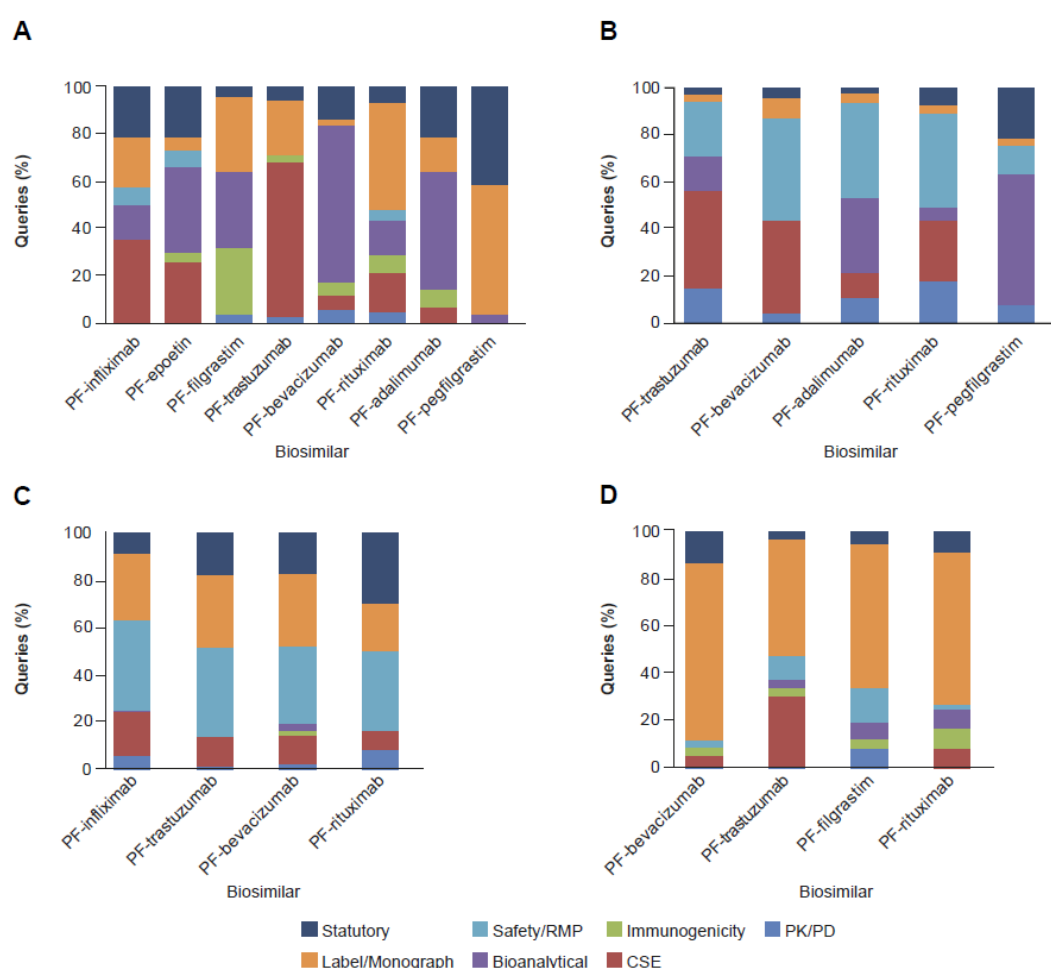 A
Queries (%)
100
80
60
40
20
0
PF-infliximab
PF-epoetin
PF-filgrastim
PF-trastuzumab
PF-bevacizumab
PF-rituximab
PF-adalimumab
PF-pegfilgrastim
Biosimilar
B
Queries (%)
100
80
60
40
20
0
PF-trastuzumab
PF-bevacizumab
PF-adalimumab
PF-rituximab
PF-pegfilgrastim
Biosimilar
C
Queries (%)
100
80
60
40
20
0
PF-infliximab
PF-trastuzumab
PF-bevacizumab
PF-rituximab
Biosimilar
D
Queries (%)
100
80
60
40
20
0
PF-bevacizumab
PF-trastuzumab
PF-filgrastim
PF-rituximab
Biosimilar
Statutory Safety/RMP Immunogenicity PK/PD
Label/Monograph Bioanalytical CSE